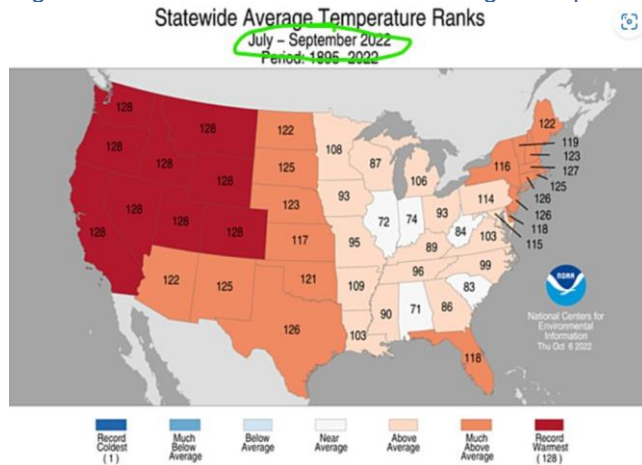 Statewide Average Temperature Ranks
July – September 2022
Period: 1895–2022
128
128
122
108
122
119
128
128
125
87
106
116
123
127
128
123
93
93
114
125
126
128
128
72
74
84
126
128
128
117
95
89
103
118
115
122
125
121
109
96
99
83
126
90
71
86
103
118
NOAA
National Centers for
Environmental
Information
Thu Oct 6 2022
Record
Coldest
(1)
Much
Below
Average
Below
Average
Near
Average
Above
Average
Much
Above
Average
Record
Warmest
(128)